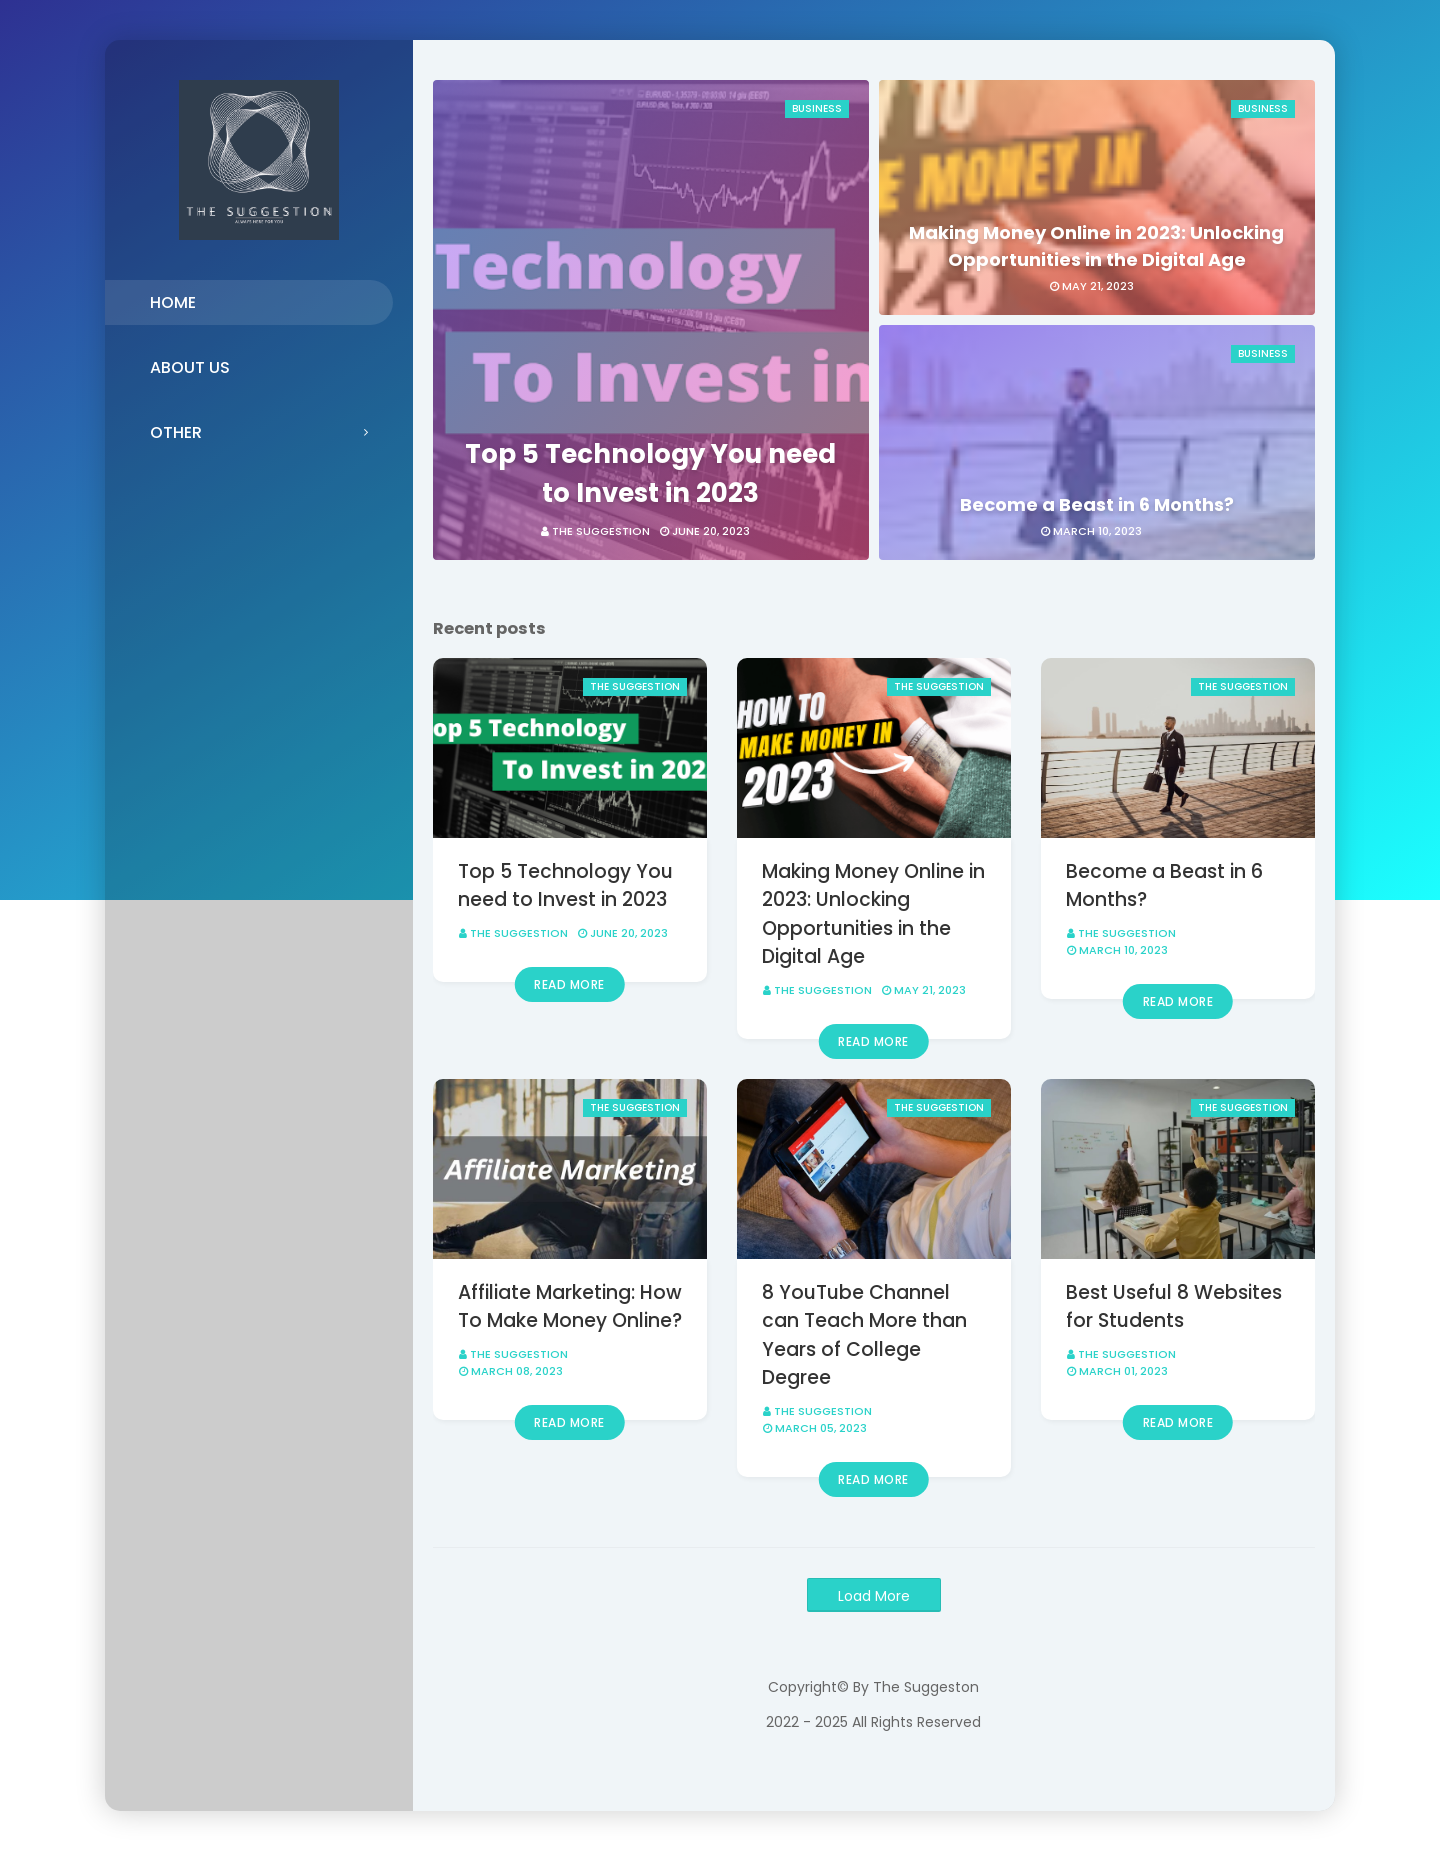 THE SUGGESTION
ALWAYS HERE FOR YOU
HOME
ABOUT US
OTHER
BUSINESS
Technology
To Invest in
Top 5 Technology You need
to Invest in 2023
THE SUGGESTION JUNE 20, 2023
BUSINESS
MONEY IN
Making Money Online in 2023: Unlocking
Opportunities in the Digital Age
MAY 21, 2023
BUSINESS
Become a Beast in 6 Months?
MARCH 10, 2023
Recent posts
THE SUGGESTION
op 5 Technology
To Invest in 202
Top 5 Technology You
need to Invest in 2023
THE SUGGESTION JUNE 20, 2023
READ MORE
THE SUGGESTION
HOW TO
MAKE MONEY IN
2023
Making Money Online in
2023: Unlocking
Opportunities in the
Digital Age
THE SUGGESTION MAY 21, 2023
READ MORE
THE SUGGESTION
Become a Beast in 6
Months?
THE SUGGESTION
MARCH 10, 2023
READ MORE
THE SUGGESTION
Affiliate Marketing
Affiliate Marketing: How
To Make Money Online?
THE SUGGESTION
MARCH 08, 2023
READ MORE
THE SUGGESTION
8 YouTube Channel
can Teach More than
Years of College
Degree
THE SUGGESTION
MARCH 05, 2023
READ MORE
THE SUGGESTION
Best Useful 8 Websites
for Students
THE SUGGESTION
MARCH 01, 2023
READ MORE
Load More
Copyright© By The Suggeston
2022 - 2025 All Rights Reserved